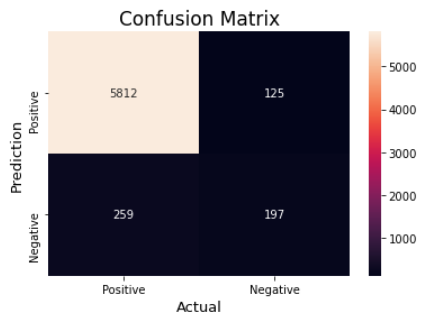 Confusion Matrix
Prediction
Positive
Negative
5812
125
259
197
Positive
Negative
Actual
5000
4000
3000
2000
1000